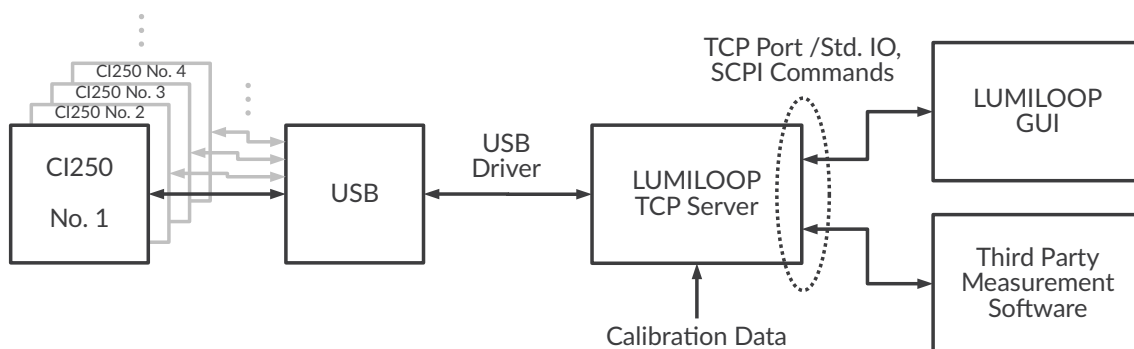 CI250 No. 4
CI250 No. 3
CI250 No. 2
CI250
No. 1
USB
USB
Driver
LUMILOOP
TCP Server
TCP Port /Std. IO,
SCPI Commands
LUMILOOP
GUI
Third Party
Measurement
Software
Calibration Data